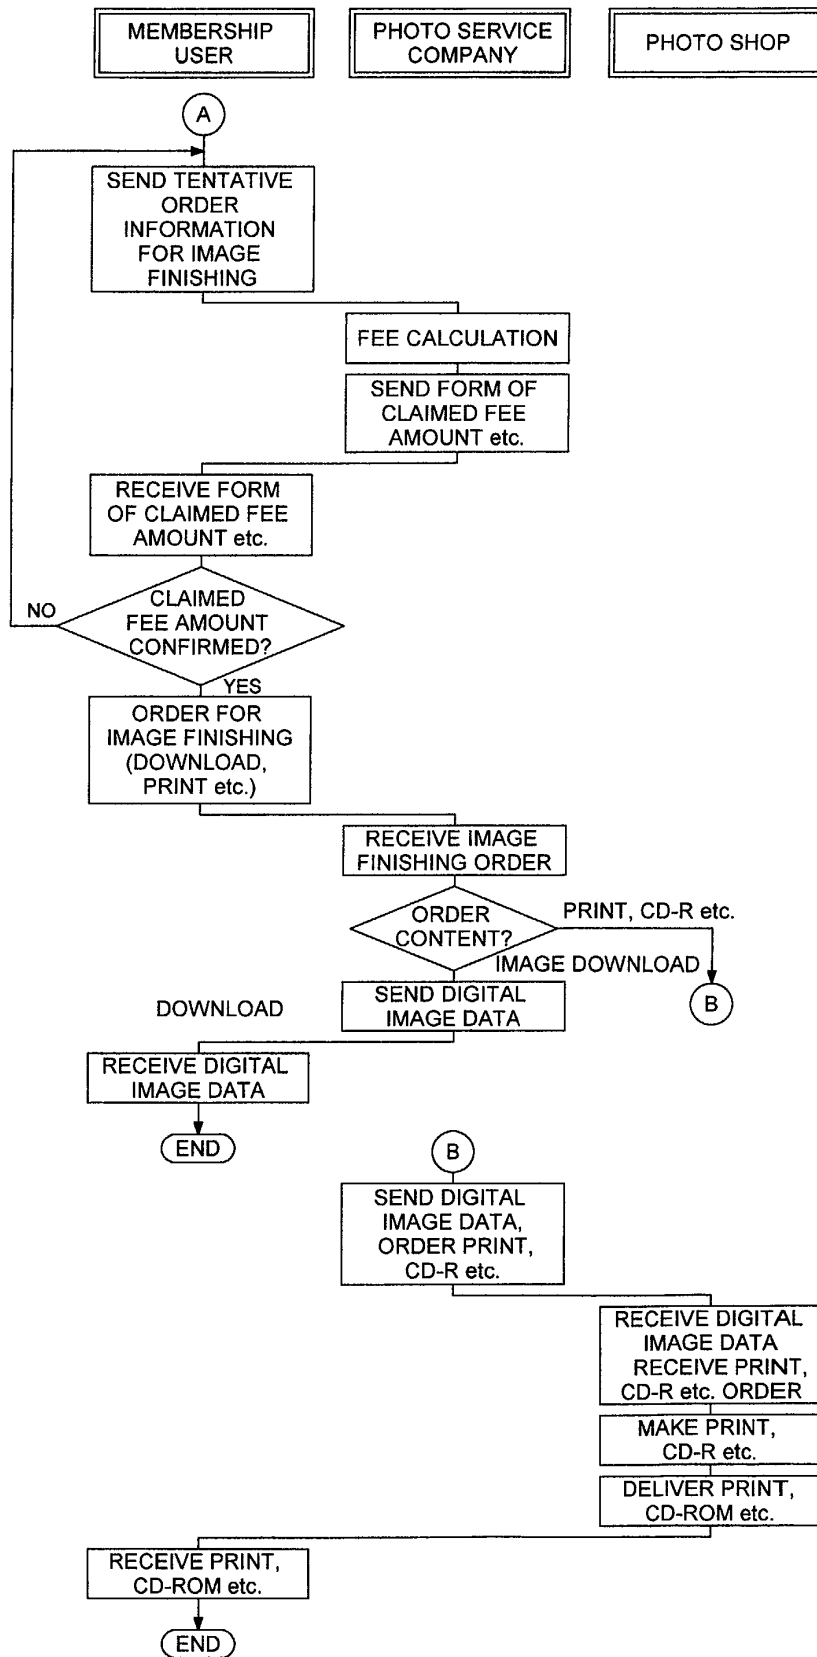 MEMBERSHIP
USER
PHOTO SERVICE
COMPANY
PHOTO SHOP
A
SEND TENTATIVE
ORDER
INFORMATION
FOR IMAGE
FINISHING
FEE CALCULATION
SEND FORM OF
CLAIMED FEE
AMOUNT etc.
RECEIVE FORM
OF CLAIMED FEE
AMOUNT etc.
NO
CLAIMED
FEE AMOUNT
CONFIRMED?
YES
ORDER FOR
IMAGE FINISHING
(DOWNLOAD,
PRINT etc.)
RECEIVE IMAGE
FINISHING ORDER
ORDER
CONTENT?
PRINT, CD-R etc.
IMAGE DOWNLOAD
B
DOWNLOAD
SEND DIGITAL
IMAGE DATA
RECEIVE DIGITAL
IMAGE DATA
END
B
SEND DIGITAL
IMAGE DATA,
ORDER PRINT,
CD-R etc.
RECEIVE DIGITAL
IMAGE DATA
RECEIVE PRINT,
CD-R etc. ORDER
MAKE PRINT,
CD-R etc.
DELIVER PRINT,
CD-ROM etc.
RECEIVE PRINT,
CD-ROM etc.
END